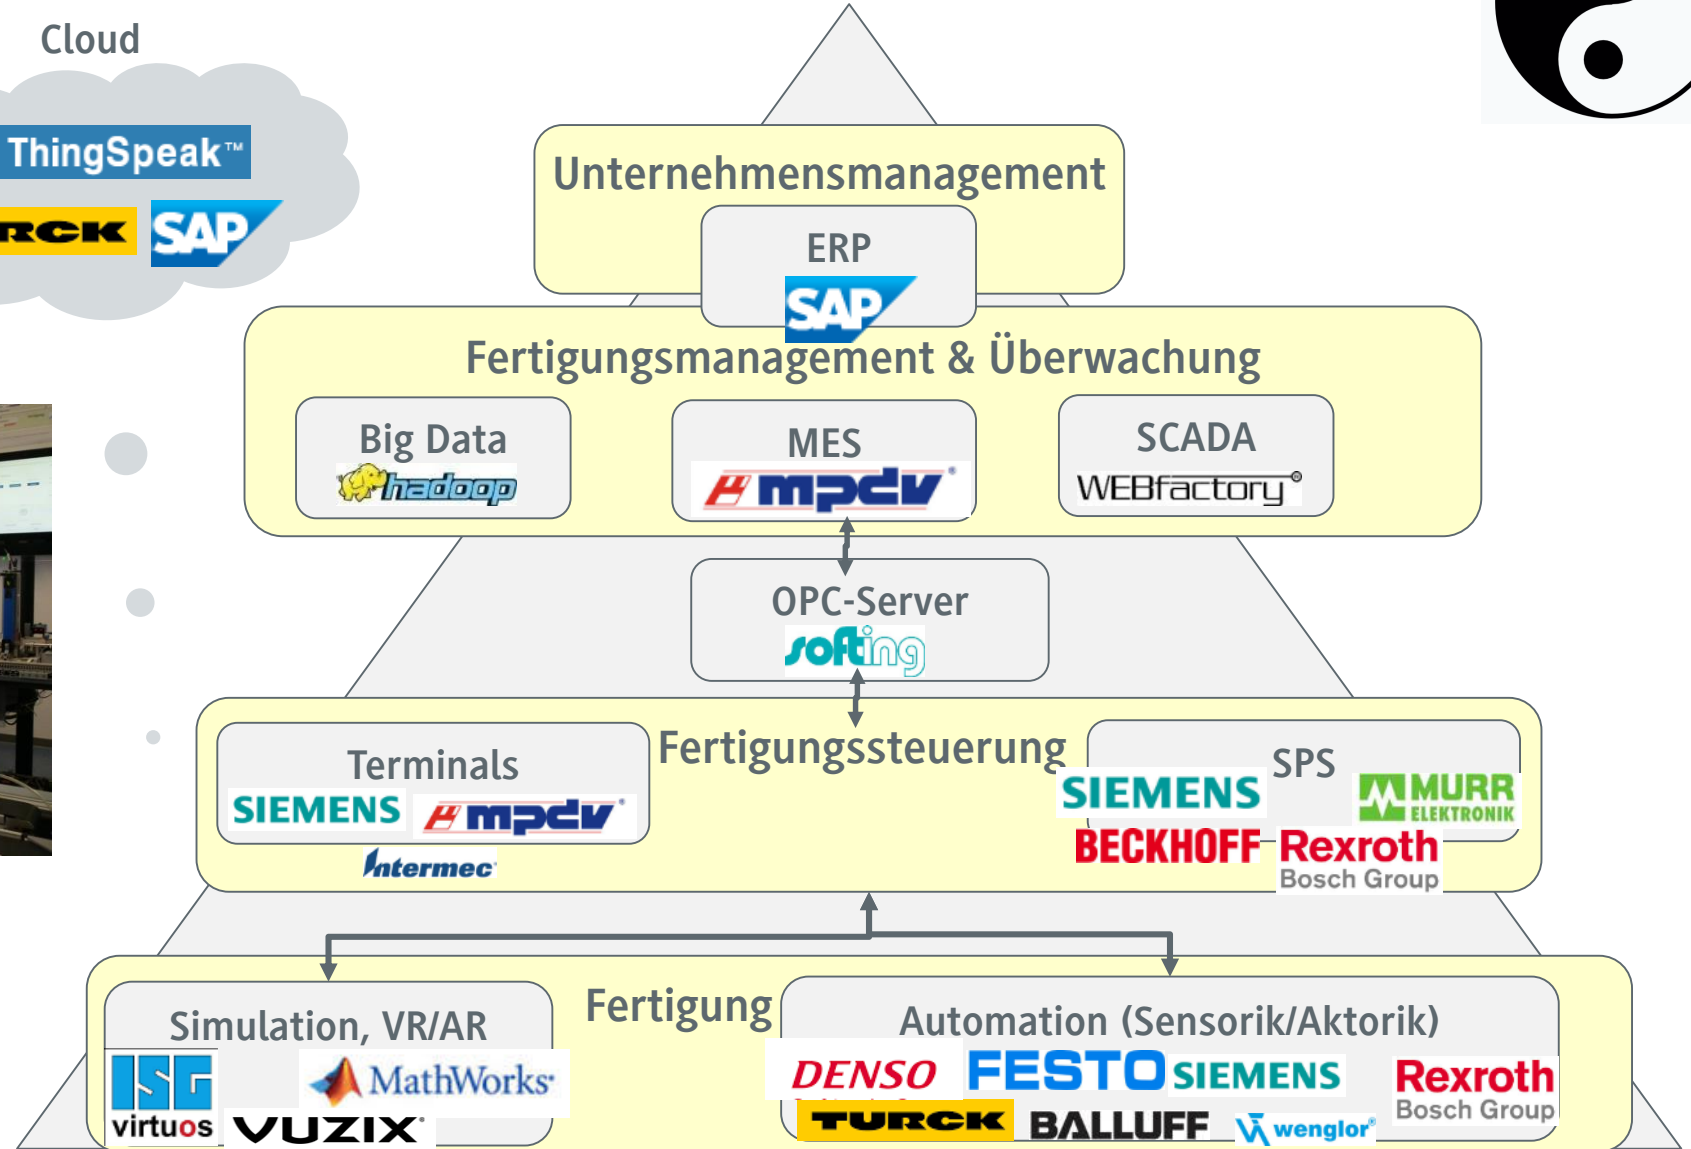 Cloud
ThingSpeak™
RCK
SAP
Unternehmensmanagement
ERP
SAP
Fertigungsmanagement & Überwachung
Big Data
hadoop
MES
µ mpdv®
SCADA
WEBfactory®
OPC-Server
softing
Fertigungssteuerung
Terminals
SIEMENS
µ mpdv®
Intermec
SPS
SIEMENS
MURR
ELEKTRONIK
BECKHOFF
Rexroth
Bosch Group
Fertigung
Simulation, VR/AR
ISG
virtuos
MathWorks
VUZIX
Automation (Sensorik/Aktorik)
DENSO
FESTO
SIEMENS
Rexroth
Bosch Group
TURCK
BALLUFF
wenglor®